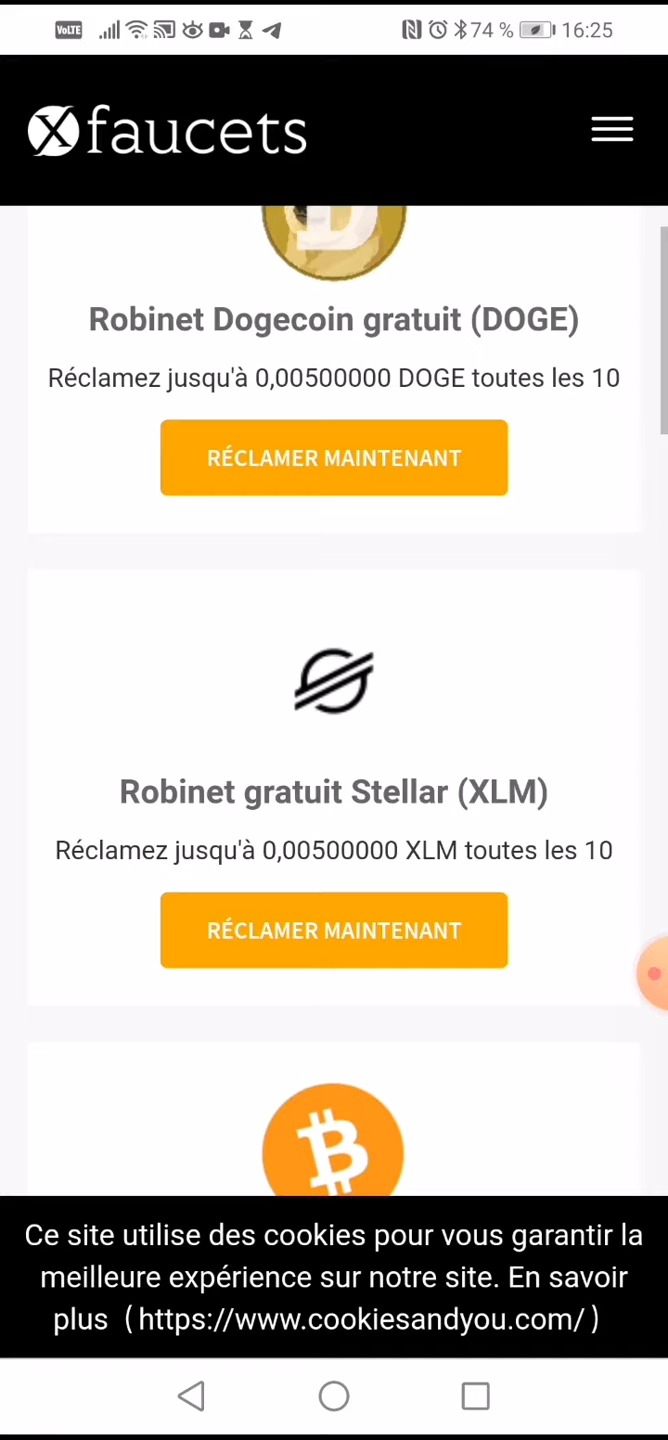 VoLTE 74 % 16:25
Xfaucets
Robinet Dogecoin gratuit (DOGE)
Réclamez jusqu'à 0,00500000 DOGE toutes les 10
RÉCLAMER MAINTENANT
Robinet gratuit Stellar (XLM)
Réclamez jusqu'à 0,00500000 XLM toutes les 10
RÉCLAMER MAINTENANT
Ce site utilise des cookies pour vous garantir la
meilleure expérience sur notre site. En savoir
plus (https://www.cookiesandyou.com/)